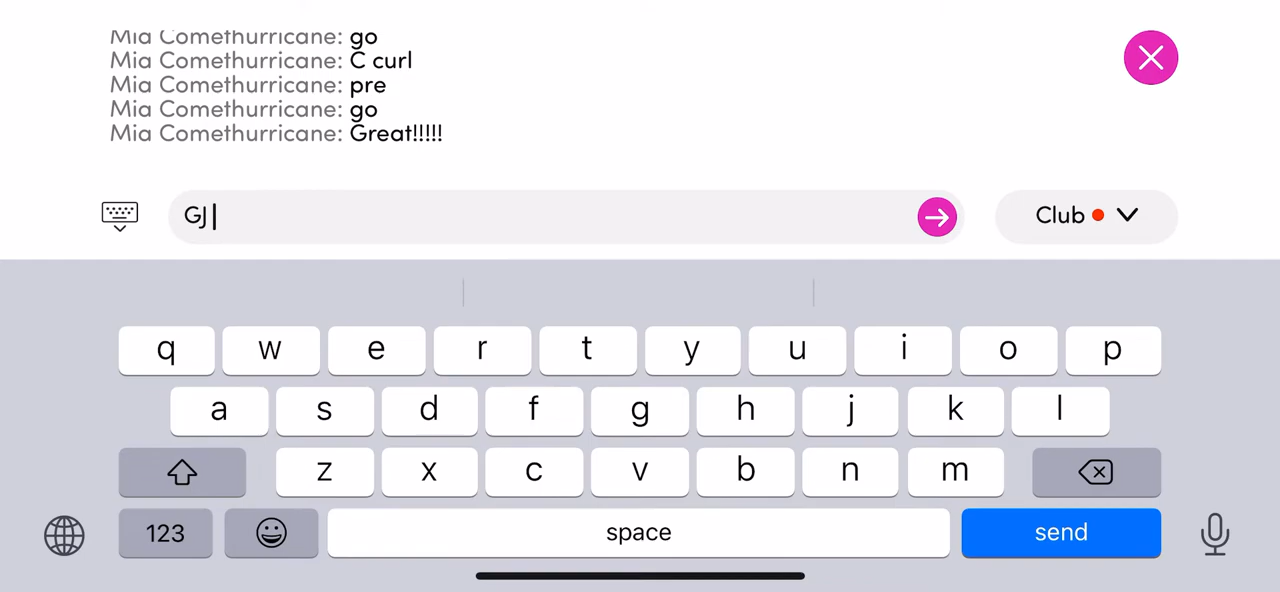 Mia Comethurricane: go
Mia Comethurricane: C curl
Mia Comethurricane: pre
Mia Comethurricane: go
Mia Comethurricane: Great!!!!!
GJ
Club
q w e r t y u i o p
a s d f g h j k l
z x c v b n m
123 space send